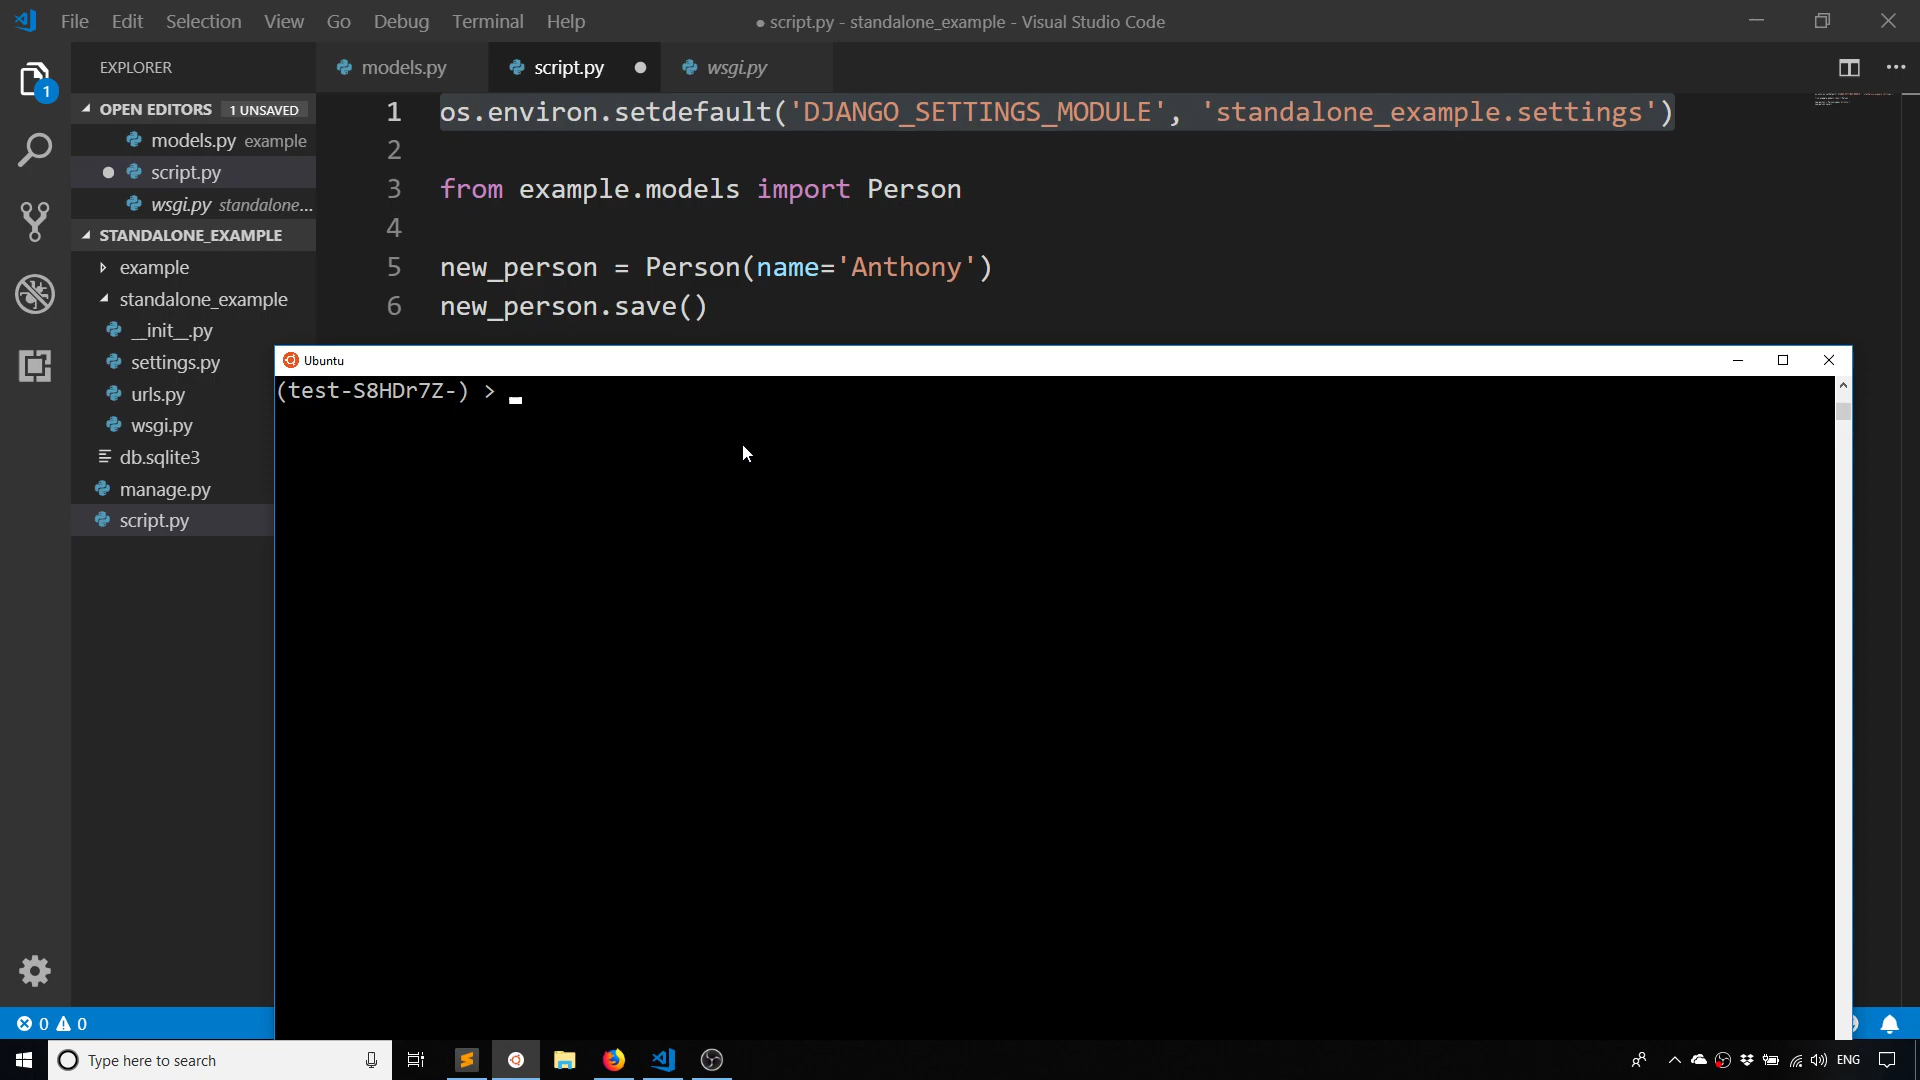 File Edit Selection View Go Debug Terminal Help
● script.py - standalone_example - Visual Studio Code
EXPLORER
models.py
script.py
wsgi.py
1
OPEN EDITORS 1 UNSAVED
models.py example
script.py
wsgi.py standalone...
STANDALONE_EXAMPLE
example
standalone_example
__init__.py
settings.py
urls.py
wsgi.py
db.sqlite3
manage.py
script.py
1 os.environ.setdefault('DJANGO_SETTINGS_MODULE', 'standalone_example.settings')
2
3 from example.models import Person
4
5 new_person = Person(name='Anthony')
6 new_person.save()
Ubuntu
(test-S8HDr7Z-) >
0 0
Type here to search
ENG